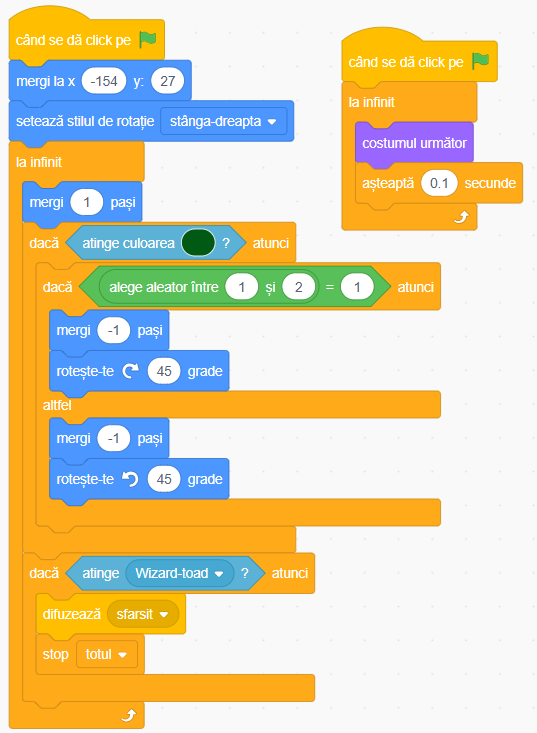 când se dă click pe
mergi la x -154 y: 27
setează stilul de rotație stânga-dreapta
la infinit
mergi 1 pași
dacă atinge culoarea ? atunci
dacă alege aleator între 1 și 2 = 1 atunci
mergi -1 pași
rotește-te 45 grade
altfel
mergi -1 pași
rotește-te 45 grade
dacă atinge Wizard-toad ? atunci
difuzează sfarsit
stop totul
când se dă click pe
la infinit
costumul următor
așteaptă 0.1 secunde